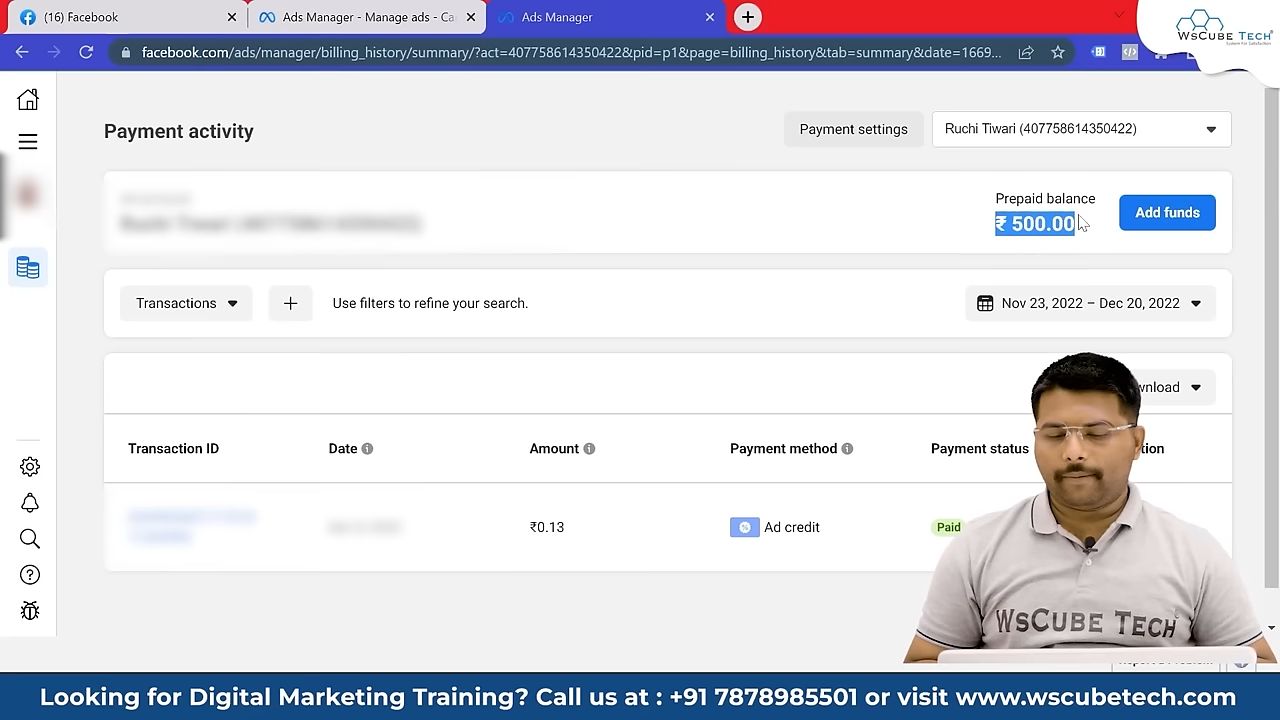 (16) Facebook
Ads Manager - Manage ads - Ca
Ads Manager
WsCube Tech
facebook.com/ads/manager/billing_history/summary/?act=407758614350422&pid=p1&page=billing_history&tab=summary&date=1669...
Payment activity
Payment settings
Ruchi Tiwari (407758614350422)
Ruchi Tiwari (407758614350422)
Prepaid balance
₹ 500.00
Add funds
Transactions
Use filters to refine your search.
Nov 23, 2022 – Dec 20, 2022
wnload
Transaction ID
Date
Amount
Payment method
Payment status
tion
₹0.13
Ad credit
Paid
WsCube Tech
Looking for Digital Marketing Training? Call us at : +91 7878985501 or visit www.wscubetech.com